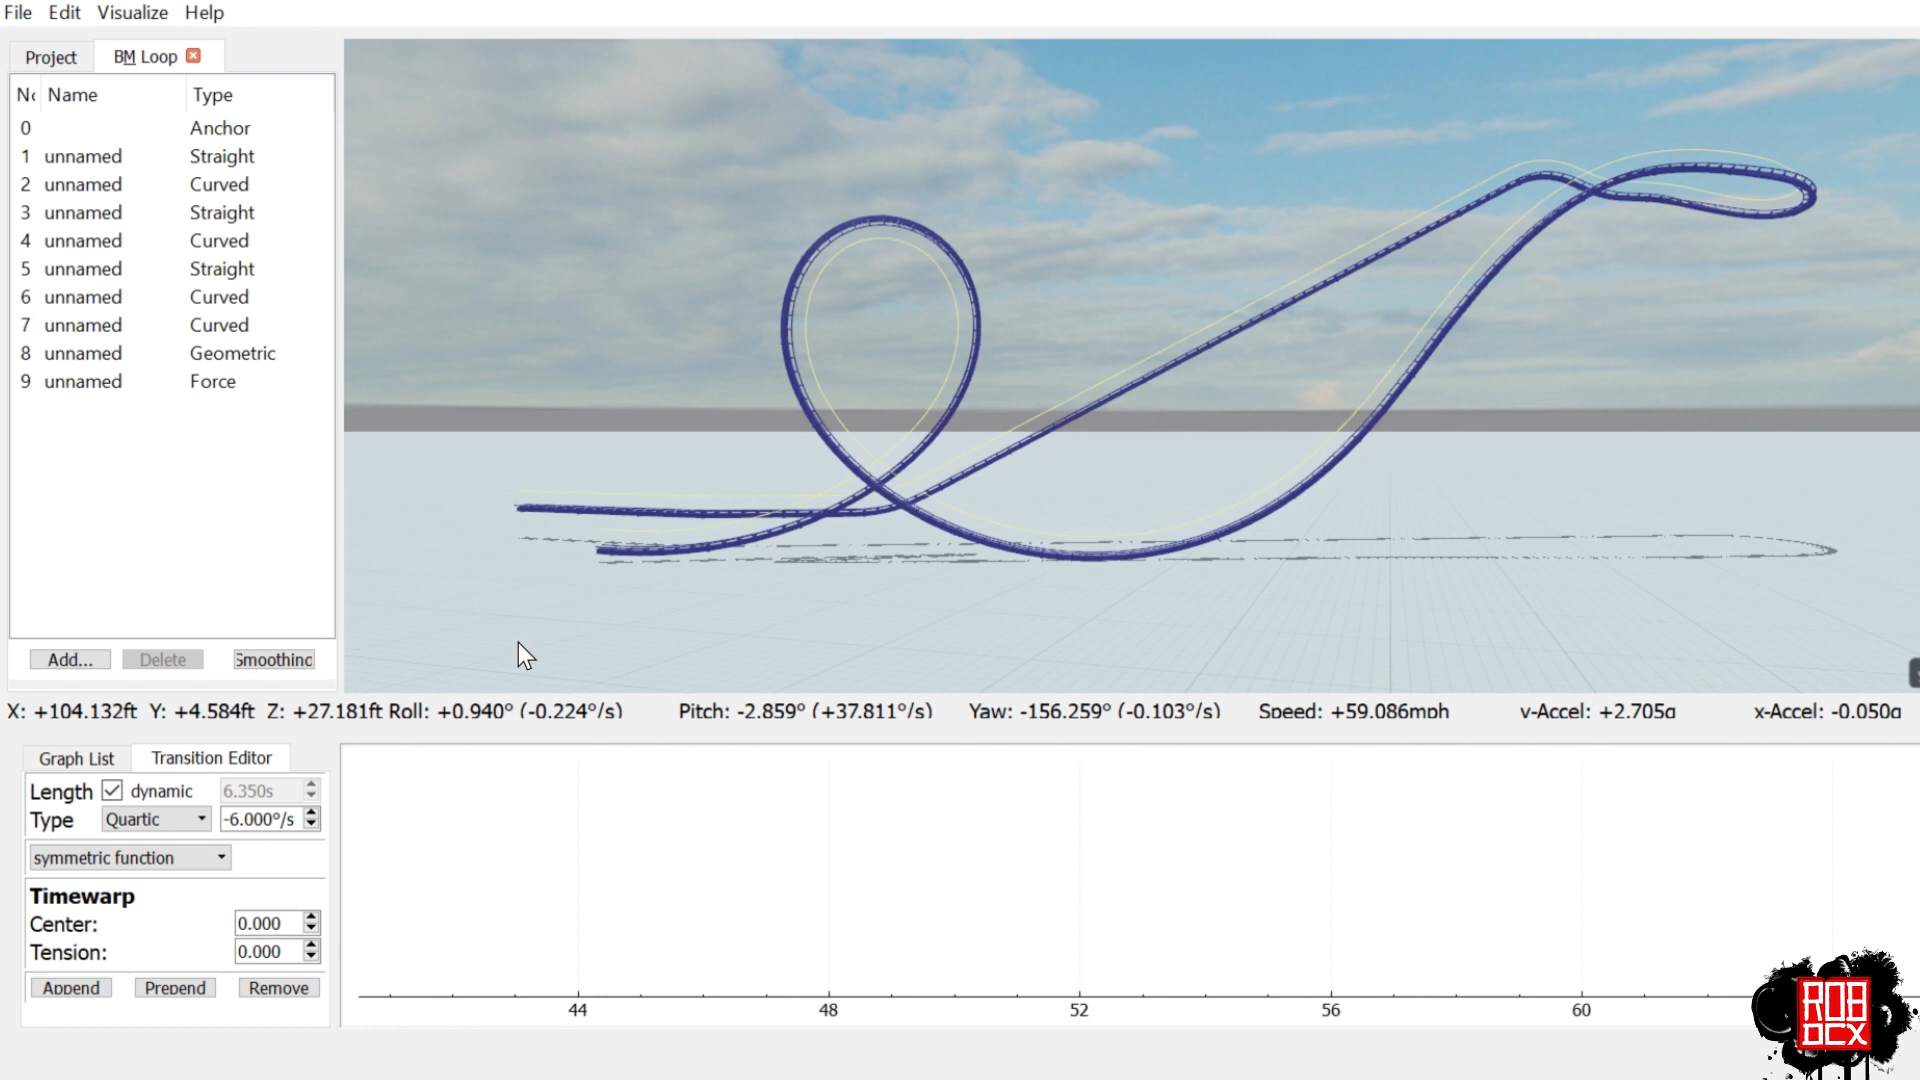 File Edit Visualize Help
Project BM Loop
Nc Name Type
0 Anchor
1 unnamed Straight
2 unnamed Curved
3 unnamed Straight
4 unnamed Curved
5 unnamed Straight
6 unnamed Curved
7 unnamed Curved
8 unnamed Geometric
9 unnamed Force
Add... Delete Smoothing
X: +104.132ft Y: +4.584ft Z: +27.181ft Roll: +0.940° (-0.224°/s) Pitch: -2.859° (+37.811°/s) Yaw: -156.259° (-0.103°/s) Speed: +59.086mph y-Accel: +2.705g x-Accel: -0.050g
Graph List Transition Editor
Length dynamic 6.350s
Type Quartic -6.000°/s
symmetric function
Timewarp
Center: 0.000
Tension: 0.000
Append Prepend Remove
44 48 52 56 60
ROB
DCX